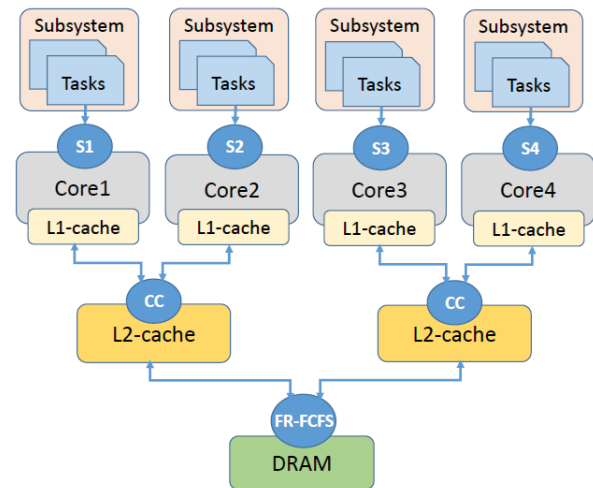 Subsystem Subsystem Subsystem Subsystem
Tasks Tasks Tasks Tasks
S1 S2 S3 S4
Core1 Core2 Core3 Core4
L1-cache L1-cache L1-cache L1-cache
CC CC
L2-cache L2-cache
FR-FCFS
DRAM